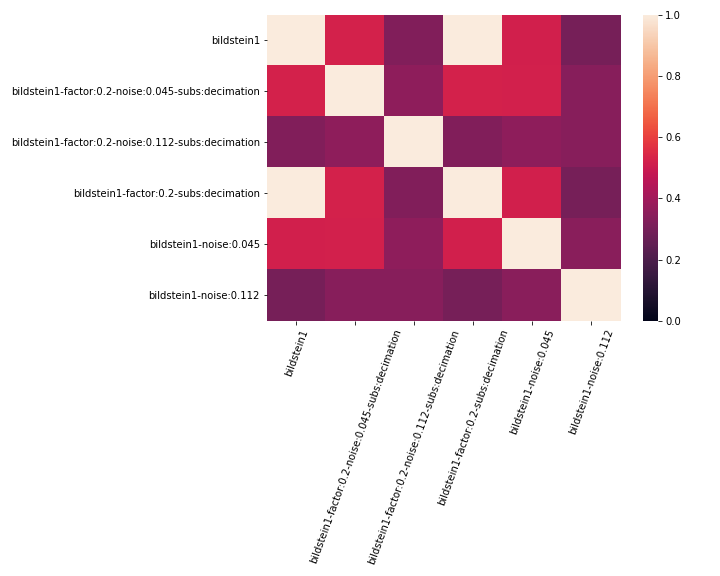 bildstein1
bildstein1-factor:0.2-noise:0.045-subs:decimation
bildstein1-factor:0.2-noise:0.112-subs:decimation
bildstein1-factor:0.2-subs:decimation
bildstein1-noise:0.045
bildstein1-noise:0.112
1.0
0.8
0.6
0.4
0.2
0.0
bildstein1
bildstein1-factor:0.2-noise:0.045-subs:decimation
bildstein1-factor:0.2-noise:0.112-subs:decimation
bildstein1-factor:0.2-subs:decimation
bildstein1-noise:0.045
bildstein1-noise:0.112